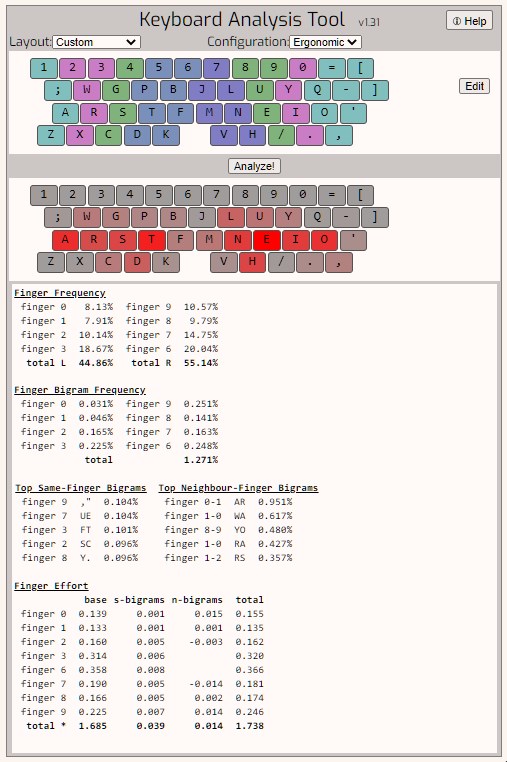 Keyboard Analysis Tool v1.31
Help
Layout: Custom Configuration: Ergonomic
1 2 3 4 5 6 7 8 9 0 = [
; W G P B J L U Y Q - ]
Edit
A R S T F M N E I O '
Z X C D K V H / . ,
Analyze!
1 2 3 4 5 6 7 8 9 0 = [
; W G P B J L U Y Q - ]
A R S T F M N E I O '
Z X C D K V H / . ,
Finger Frequency
finger 0 8.13% finger 9 10.57%
finger 1 7.91% finger 8 9.79%
finger 2 10.14% finger 7 14.75%
finger 3 18.67% finger 6 20.04%
total L 44.86% total R 55.14%
Finger Bigram Frequency
finger 0 0.031% finger 9 0.251%
finger 1 0.046% finger 8 0.141%
finger 2 0.165% finger 7 0.163%
finger 3 0.225% finger 6 0.248%
total 1.271%
Top Same-Finger Bigrams Top Neighbour-Finger Bigrams
finger 9 ," 0.104% finger 0-1 AR 0.951%
finger 7 UE 0.104% finger 1-0 WA 0.617%
finger 3 FT 0.101% finger 8-9 YO 0.480%
finger 2 SC 0.096% finger 1-0 RA 0.427%
finger 8 Y. 0.096% finger 1-2 RS 0.357%
Finger Effort
base s-bigrams n-bigrams total
finger 0 0.139 0.001 0.015 0.155
finger 1 0.133 0.001 0.001 0.135
finger 2 0.160 0.005 -0.003 0.162
finger 3 0.314 0.006 0.320
finger 6 0.358 0.008 0.366
finger 7 0.190 0.005 -0.014 0.181
finger 8 0.166 0.005 0.002 0.174
finger 9 0.225 0.007 0.014 0.246
total * 1.685 0.039 0.014 1.738